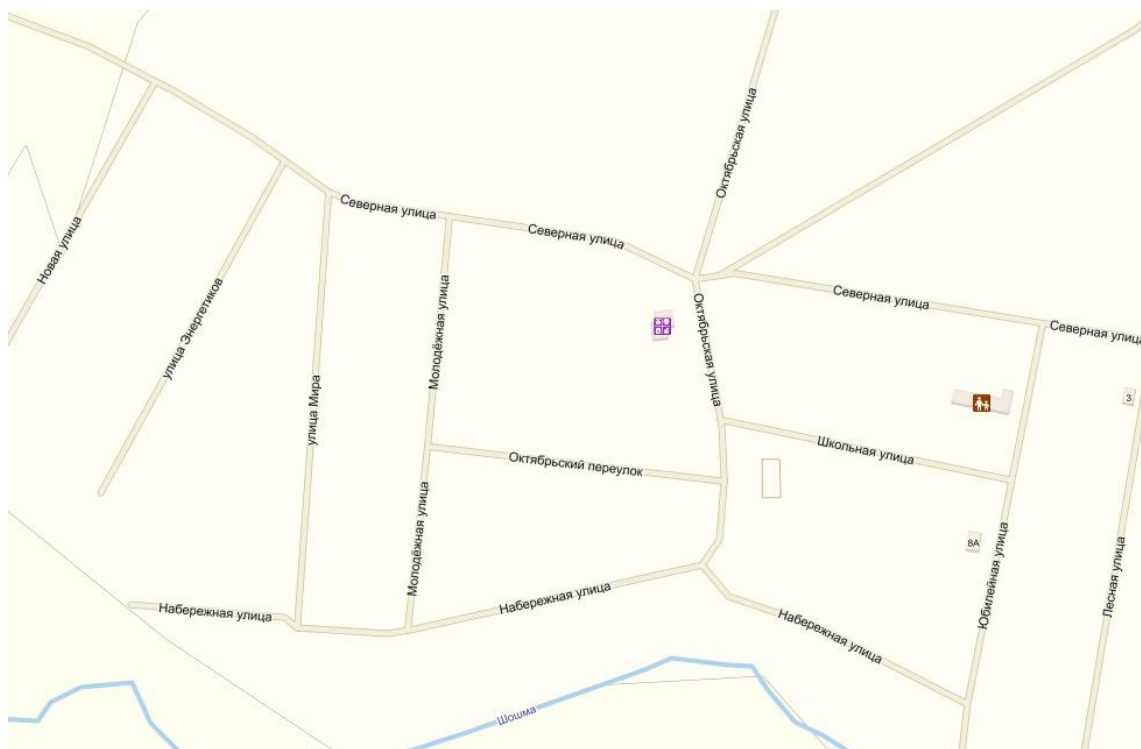 Октябрьская улица
Северная улица
Северная улица
Новая улица
улица Энергетиков
Молодёжная улица
Северная улица
Северная улица
Октябрьская улица
улица Мира
3
Школьная улица
Октябрьский переулок
Молодёжная улица
8А
Юбилейная улица
Лесная улица
Набережная улица
Набережная улица
Набережная улица
Шошма